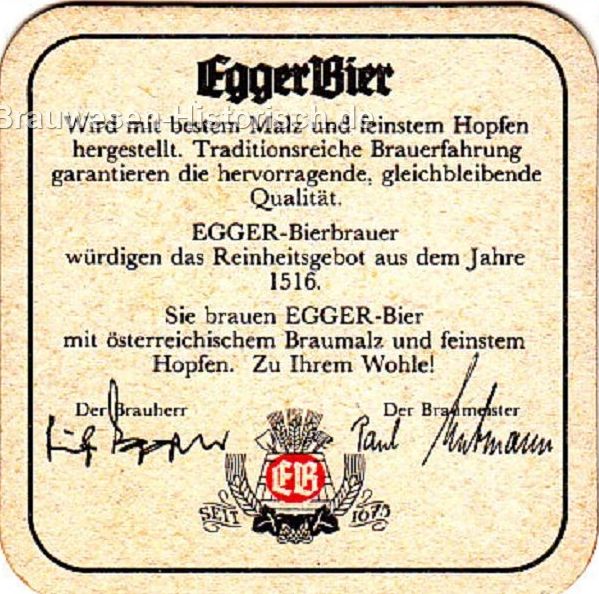 EggerBier
Brauwesen-Historisch.de
Wird mit bestem Malz und feinstem Hopfen
hergestellt. Traditionsreiche Brauerfahrung
garantieren die hervorragende, gleichbleibende
Qualität.
EGGER-Bierbrauer
würdigen das Reinheitsgebot aus dem Jahre
1516.
Sie brauen EGGER-Bier
mit österreichischem Braumalz und feinstem
Hopfen. Zu Ihrem Wohle!
Der Brauherr Der Braumeister
Paul
EB
SEIT 1675